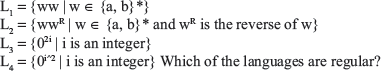 L₁ = {ww | w ∈ {a, b}*}
L₂ = {wwᴿ | w ∈ {a, b}* and wᴿ is the reverse of w}
L₃ = {0²ⁱ | i is an integer}
L₄ = {0^i^2 | i is an integer} Which of the languages are regular?